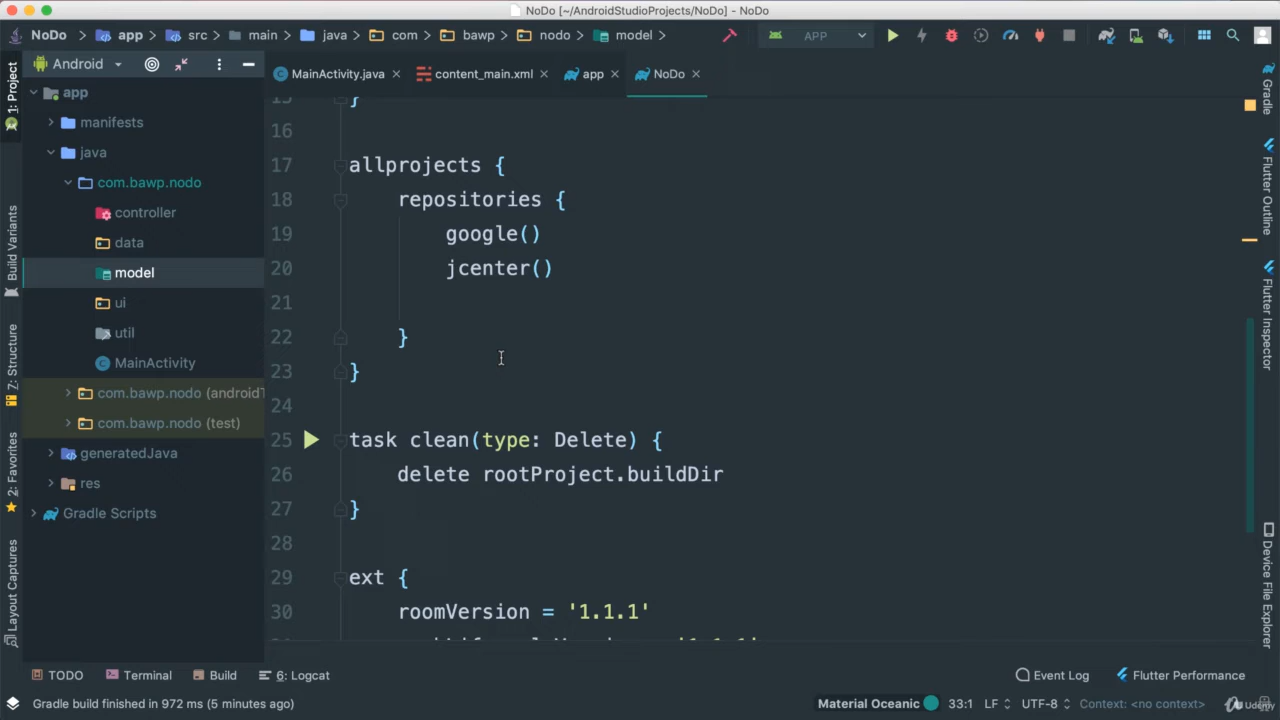 NoDo [~/AndroidStudioProjects/NoDo] - NoDo
NoDo app src main java com bawp nodo model APP
Android
MainActivity.java content_main.xml app NoDo
1: Project
Build Variants
7: Structure
2: Favorites
Layout Captures
app
manifests
java
com.bawp.nodo
controller
data
model
ui
util
MainActivity
com.bawp.nodo (androidT
com.bawp.nodo (test)
generatedJava
res
Gradle Scripts
16
17 allprojects {
18 repositories {
19 google()
20 jcenter()
21
22 }
23 }
24
25 task clean(type: Delete) {
26 delete rootProject.buildDir
27 }
28
29 ext {
30 roomVersion = '1.1.1'
Gradle
Flutter Outline
Flutter Inspector
Device File Explorer
TODO Terminal Build 6: Logcat Event Log Flutter Performance
Gradle build finished in 972 ms (5 minutes ago) Material Oceanic 33:1 LF UTF-8 Context: <no context>
Udemy